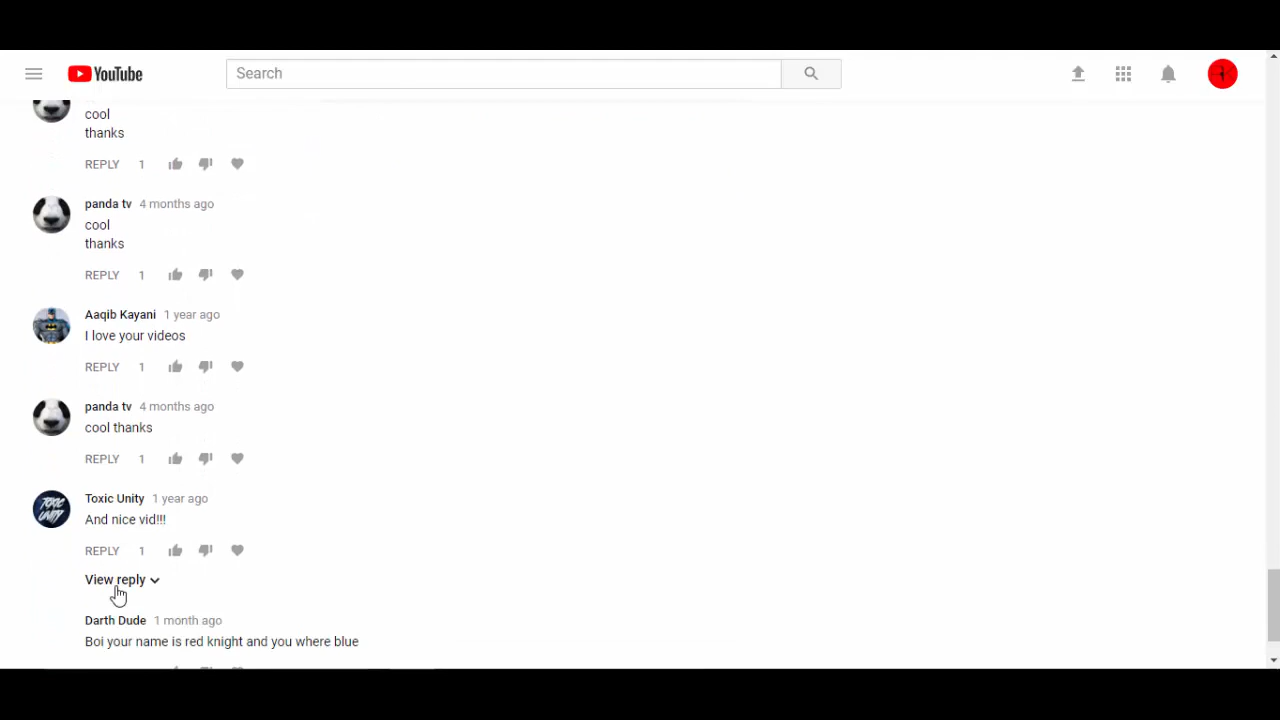 YouTube
Search
cool
thanks
REPLY 1
panda tv 4 months ago
cool
thanks
REPLY 1
Aaqib Kayani 1 year ago
I love your videos
REPLY 1
panda tv 4 months ago
cool thanks
REPLY 1
TOXIC
UNITY
Toxic Unity 1 year ago
And nice vid!!!
REPLY 1
View reply
Darth Dude 1 month ago
Boi your name is red knight and you where blue